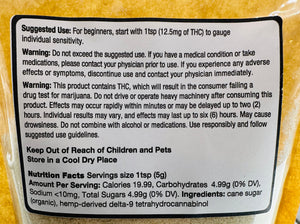 Suggested Use: For beginners, start with 1tsp (12.5mg of THC) to gauge
individual sensitivity.
Warning: Do not exceed the suggested use. If you have a medical condition or take
medications, please contact your physician prior to use. If you experience any adverse
effects or symptoms, discontinue use and contact your physician immediately.
Warning: This product contains THC, which will result in the consumer failing a
drug test for marijuana. Do not drive or operate heavy machinery after consuming this
product. Effects may occur rapidly within minutes or may be delayed up to two (2)
hours. Individual results may vary, and effects may last up to six (6) hours. May cause
drowsiness. Do not combine with alcohol or medications. Use responsibly and follow
suggested use guidelines.
Keep Out of Reach of Children and Pets
Store in a Cool Dry Place
Nutrition Facts Servings size 1tsp (5g)
Amount Per Serving: Calories 19.99, Carbohydrates 4.99g (0% DV),
Sodium <10mg, Total Sugars 4.99g (0% DV). Ingredients: cane sugar
(organic), hemp-derived delta-9 tetrahydrocannabinol